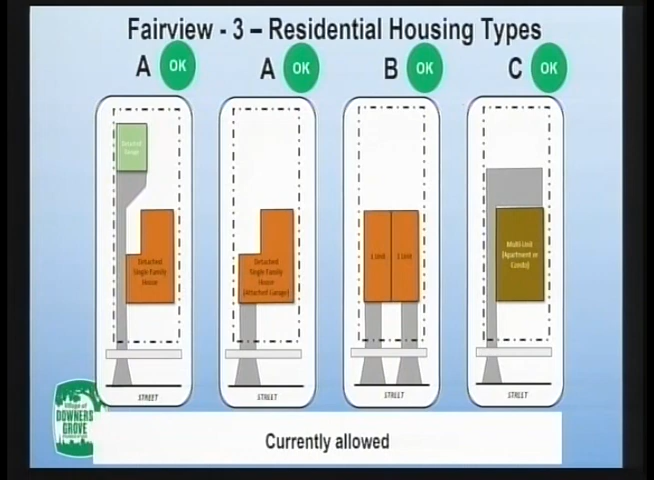 Fairview - 3 – Residential Housing Types
A OK
A OK
B OK
C OK
Detached
Garage
Detached
Single Family
House
Detached
Single Family
House
(Attached Garage)
1 Unit
1 Unit
Multi-Unit
(Apartment or
Condo)
STREET
STREET
STREET
STREET
Village of
DOWNERS
GROVE
Currently allowed